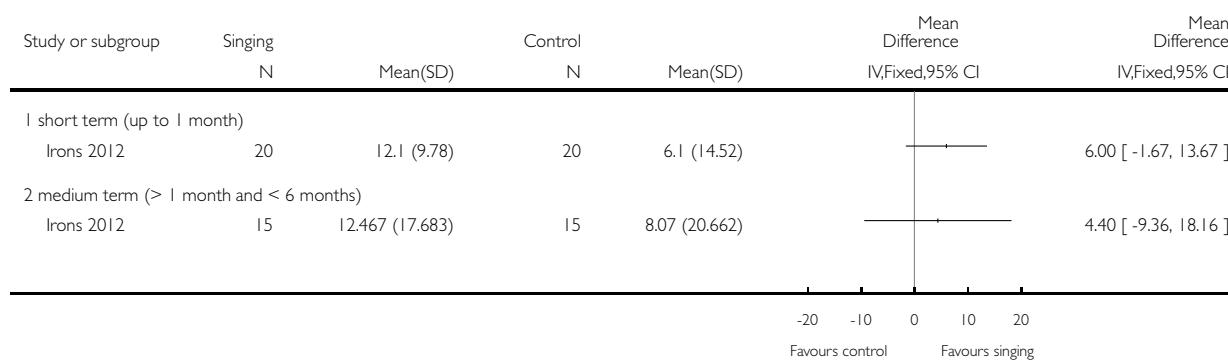 Study or subgroup Singing Control Mean Difference Mean Difference
N Mean(SD) N Mean(SD) IV,Fixed,95% CI IV,Fixed,95% CI
1 short term (up to 1 month)
Irons 2012 20 12.1 (9.78) 20 6.1 (14.52) 6.00 [ -1.67, 13.67 ]
2 medium term (> 1 month and < 6 months)
Irons 2012 15 12.467 (17.683) 15 8.07 (20.662) 4.40 [ -9.36, 18.16 ]
-20 -10 0 10 20
Favours control Favours singing